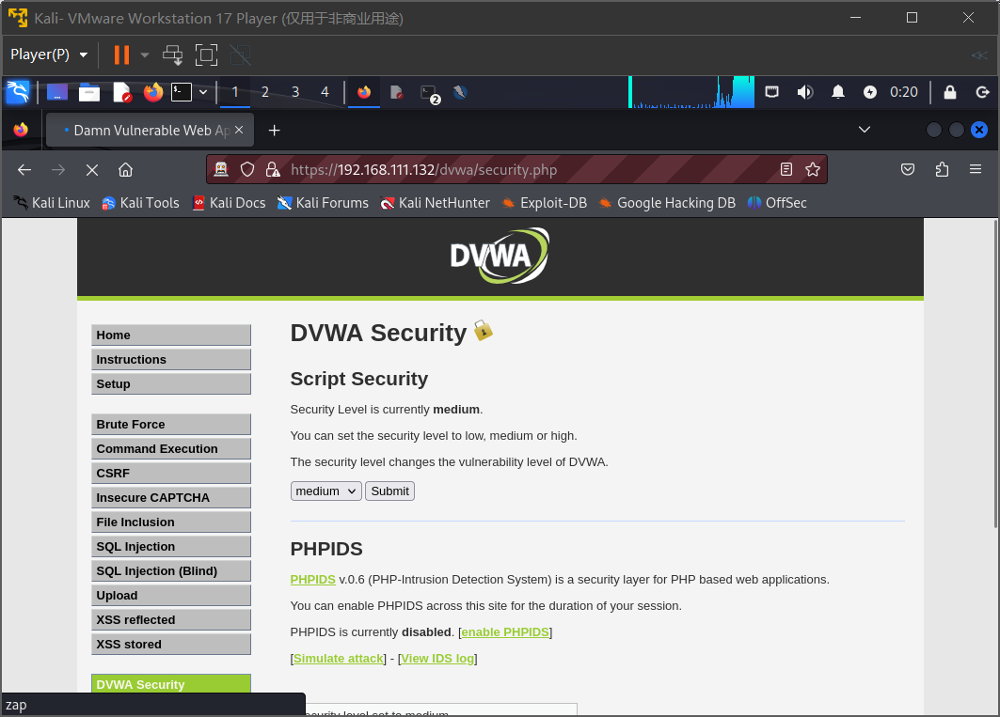 Kali- VMware Workstation 17 Player (仅用于非商业用途)
Player(P)
1 2 3 4 2 0:20
Damn Vulnerable Web Ap
https://192.168.111.132/dvwa/security.php
Kali Linux Kali Tools Kali Docs Kali Forums Kali NetHunter Exploit-DB Google Hacking DB OffSec
DVWA
Home
Instructions
Setup
Brute Force
Command Execution
CSRF
Insecure CAPTCHA
File Inclusion
SQL Injection
SQL Injection (Blind)
Upload
XSS reflected
XSS stored
DVWA Security
DVWA Security
Script Security
Security Level is currently medium.
You can set the security level to low, medium or high.
The security level changes the vulnerability level of DVWA.
medium Submit
PHPIDS
PHPIDS v.0.6 (PHP-Intrusion Detection System) is a security layer for PHP based web applications.
You can enable PHPIDS across this site for the duration of your session.
PHPIDS is currently disabled. [enable PHPIDS]
[Simulate attack] - [View IDS log]
curity level set to medium
zap